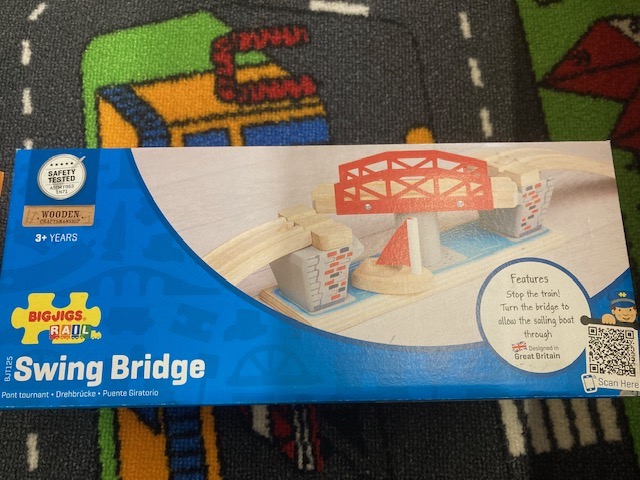 SAFETY
TESTED
WOODEN
CRAFTSMANSHIP
3+ YEARS
BIGJIGS
RAIL
BJT125
Swing Bridge
Pont tournant • Drehbrücke • Puente Giratorio
Features
Stop the train!
Turn the bridge to
allow the sailing boat
through
Designed in
Great Britain
Scan Here